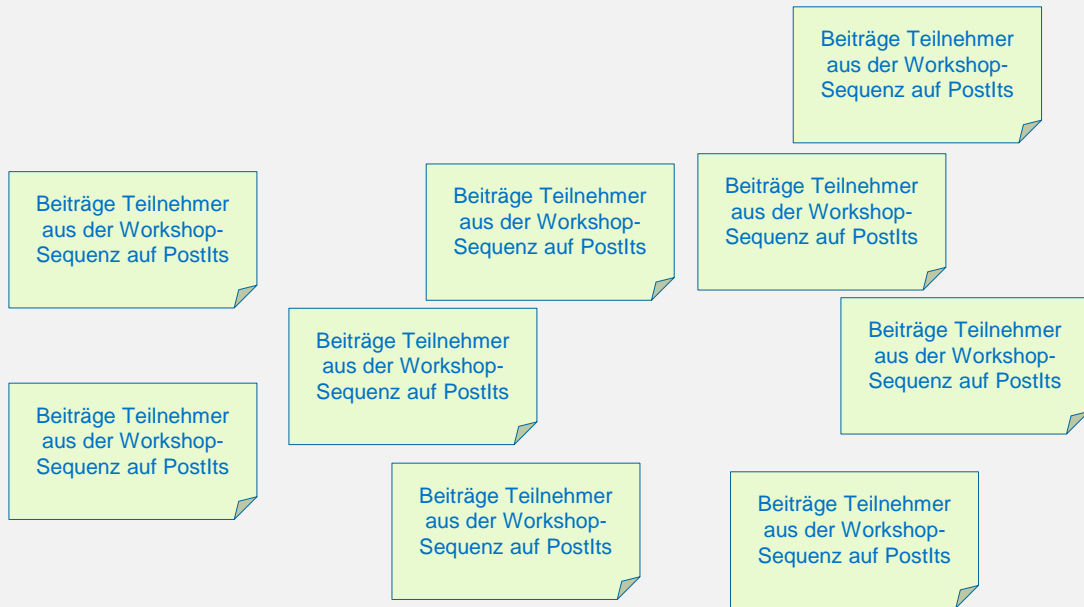 Beiträge Teilnehmer
aus der Workshop-
Sequenz auf PostIts
Beiträge Teilnehmer
aus der Workshop-
Sequenz auf PostIts
Beiträge Teilnehmer
aus der Workshop-
Sequenz auf PostIts
Beiträge Teilnehmer
aus der Workshop-
Sequenz auf PostIts
Beiträge Teilnehmer
aus der Workshop-
Sequenz auf PostIts
Beiträge Teilnehmer
aus der Workshop-
Sequenz auf PostIts
Beiträge Teilnehmer
aus der Workshop-
Sequenz auf PostIts
Beiträge Teilnehmer
aus der Workshop-
Sequenz auf PostIts
Beiträge Teilnehmer
aus der Workshop-
Sequenz auf PostIts